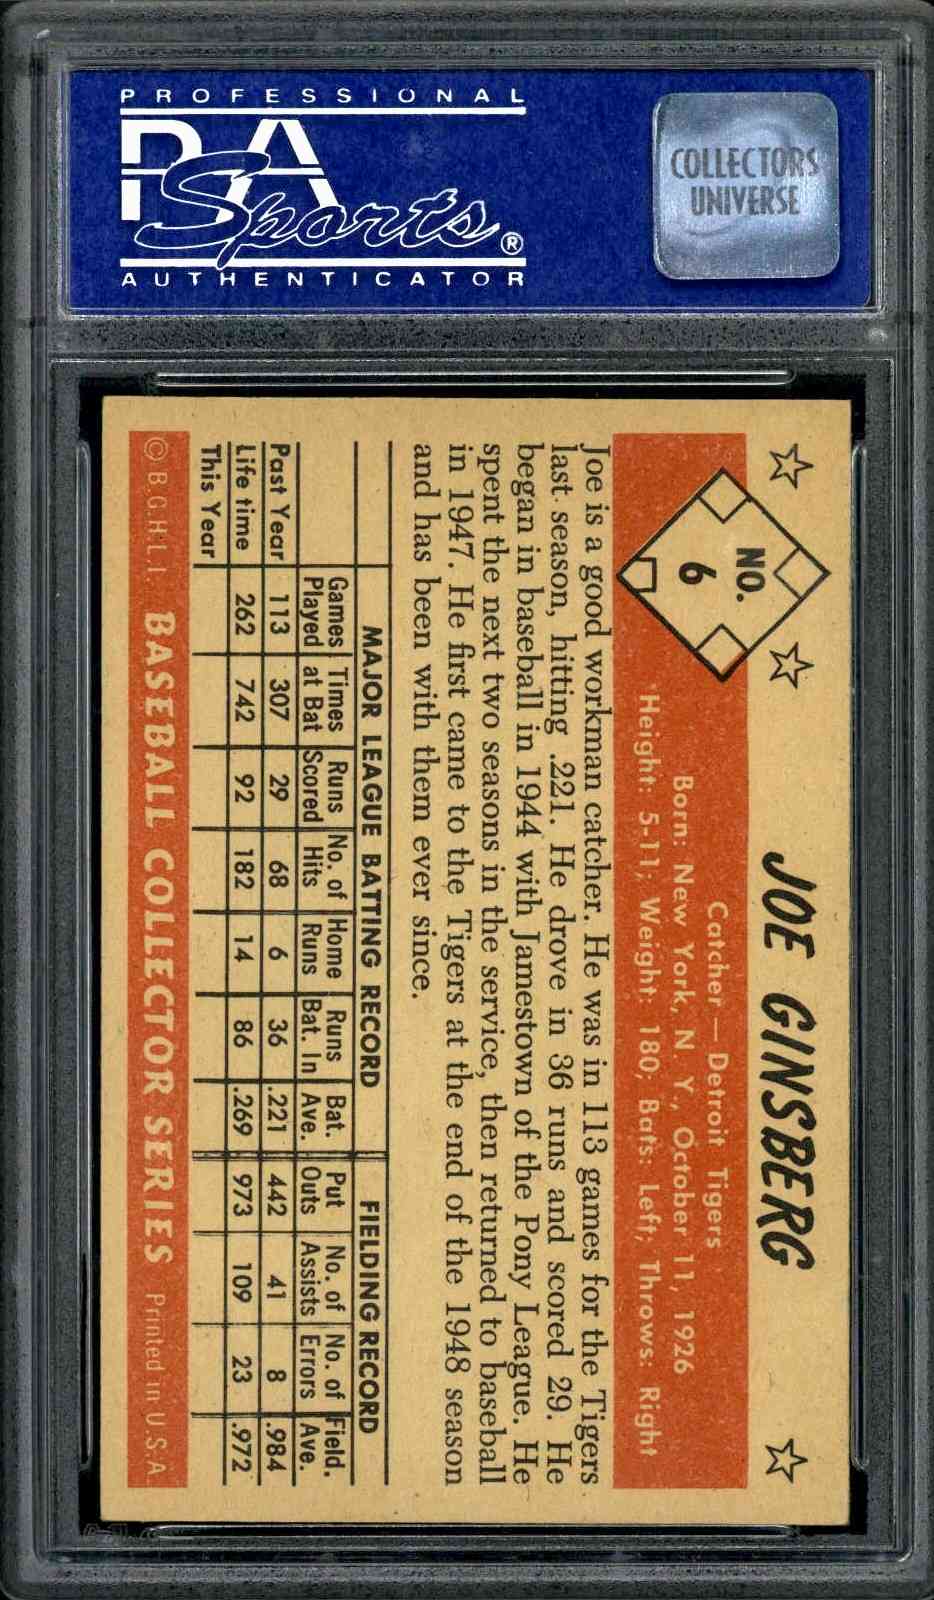 PROFESSIONAL
PSA
Sports®
AUTHENTICATOR
COLLECTORS
UNIVERSE
JOE GINSBERG
NO.
6
Catcher—Detroit Tigers
Born: New York, N. Y., October 11, 1926
Height: 5-11; Weight: 180; Bats: Left; Throws: Right
Joe is a good workman catcher. He was in 113 games for the Tigers
last season, hitting .221. He drove in 36 runs and scored 29. He
began in baseball in 1944 with Jamestown of the Pony League. He
spent the next two seasons in the service, then returned to baseball
in 1947. He first came to the Tigers at the end of the 1948 season
and has been with them ever since.
MAJOR LEAGUE BATTING RECORD FIELDING RECORD
Games Times Runs No. of Home Runs Bat. Put No. of No. of Field.
Played at Bat Scored Hits Runs Bat. In Ave. Outs Assists Errors Ave.
Past Year 113 307 29 68 6 36 .221 442 41 8 .984
Life time 262 742 92 182 14 86 .269 973 109 23 .972
This Year
© B.G.H.L.I. BASEBALL COLLECTOR SERIES Printed in U.S.A